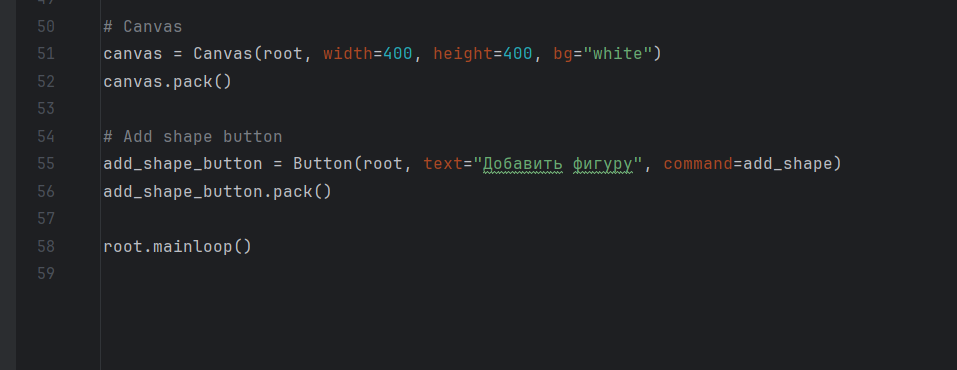 50 # Canvas
51 canvas = Canvas(root, width=400, height=400, bg="white")
52 canvas.pack()
53
54 # Add shape button
55 add_shape_button = Button(root, text="Добавить фигуру", command=add_shape)
56 add_shape_button.pack()
57
58 root.mainloop()
59